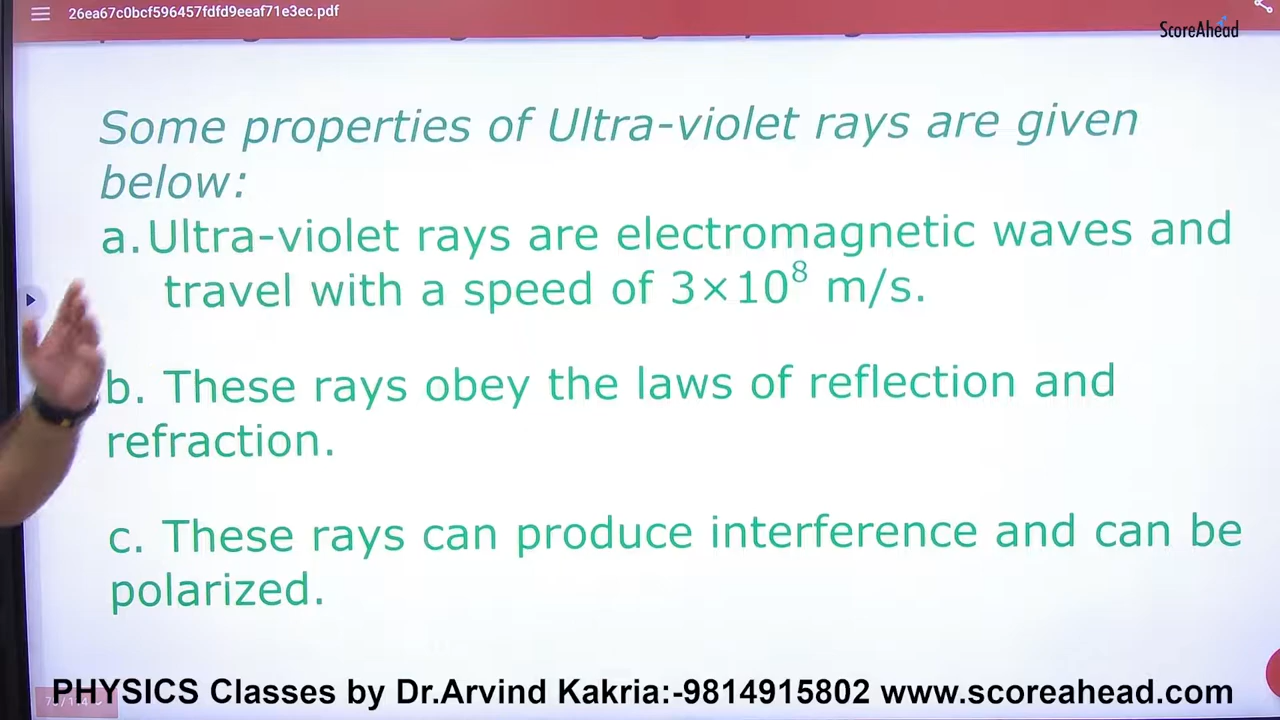 26ea67c0bcf596457fdfd9eeaf71e3ec.pdf
ScoreAhead
Some properties of Ultra-violet rays are given
below:
a. Ultra-violet rays are electromagnetic waves and
travel with a speed of 3×10⁸ m/s.
b. These rays obey the laws of reflection and
refraction.
c. These rays can produce interference and can be
polarized.
PHYSICS Classes by Dr.Arvind Kakria:-9814915802 www.scoreahead.com